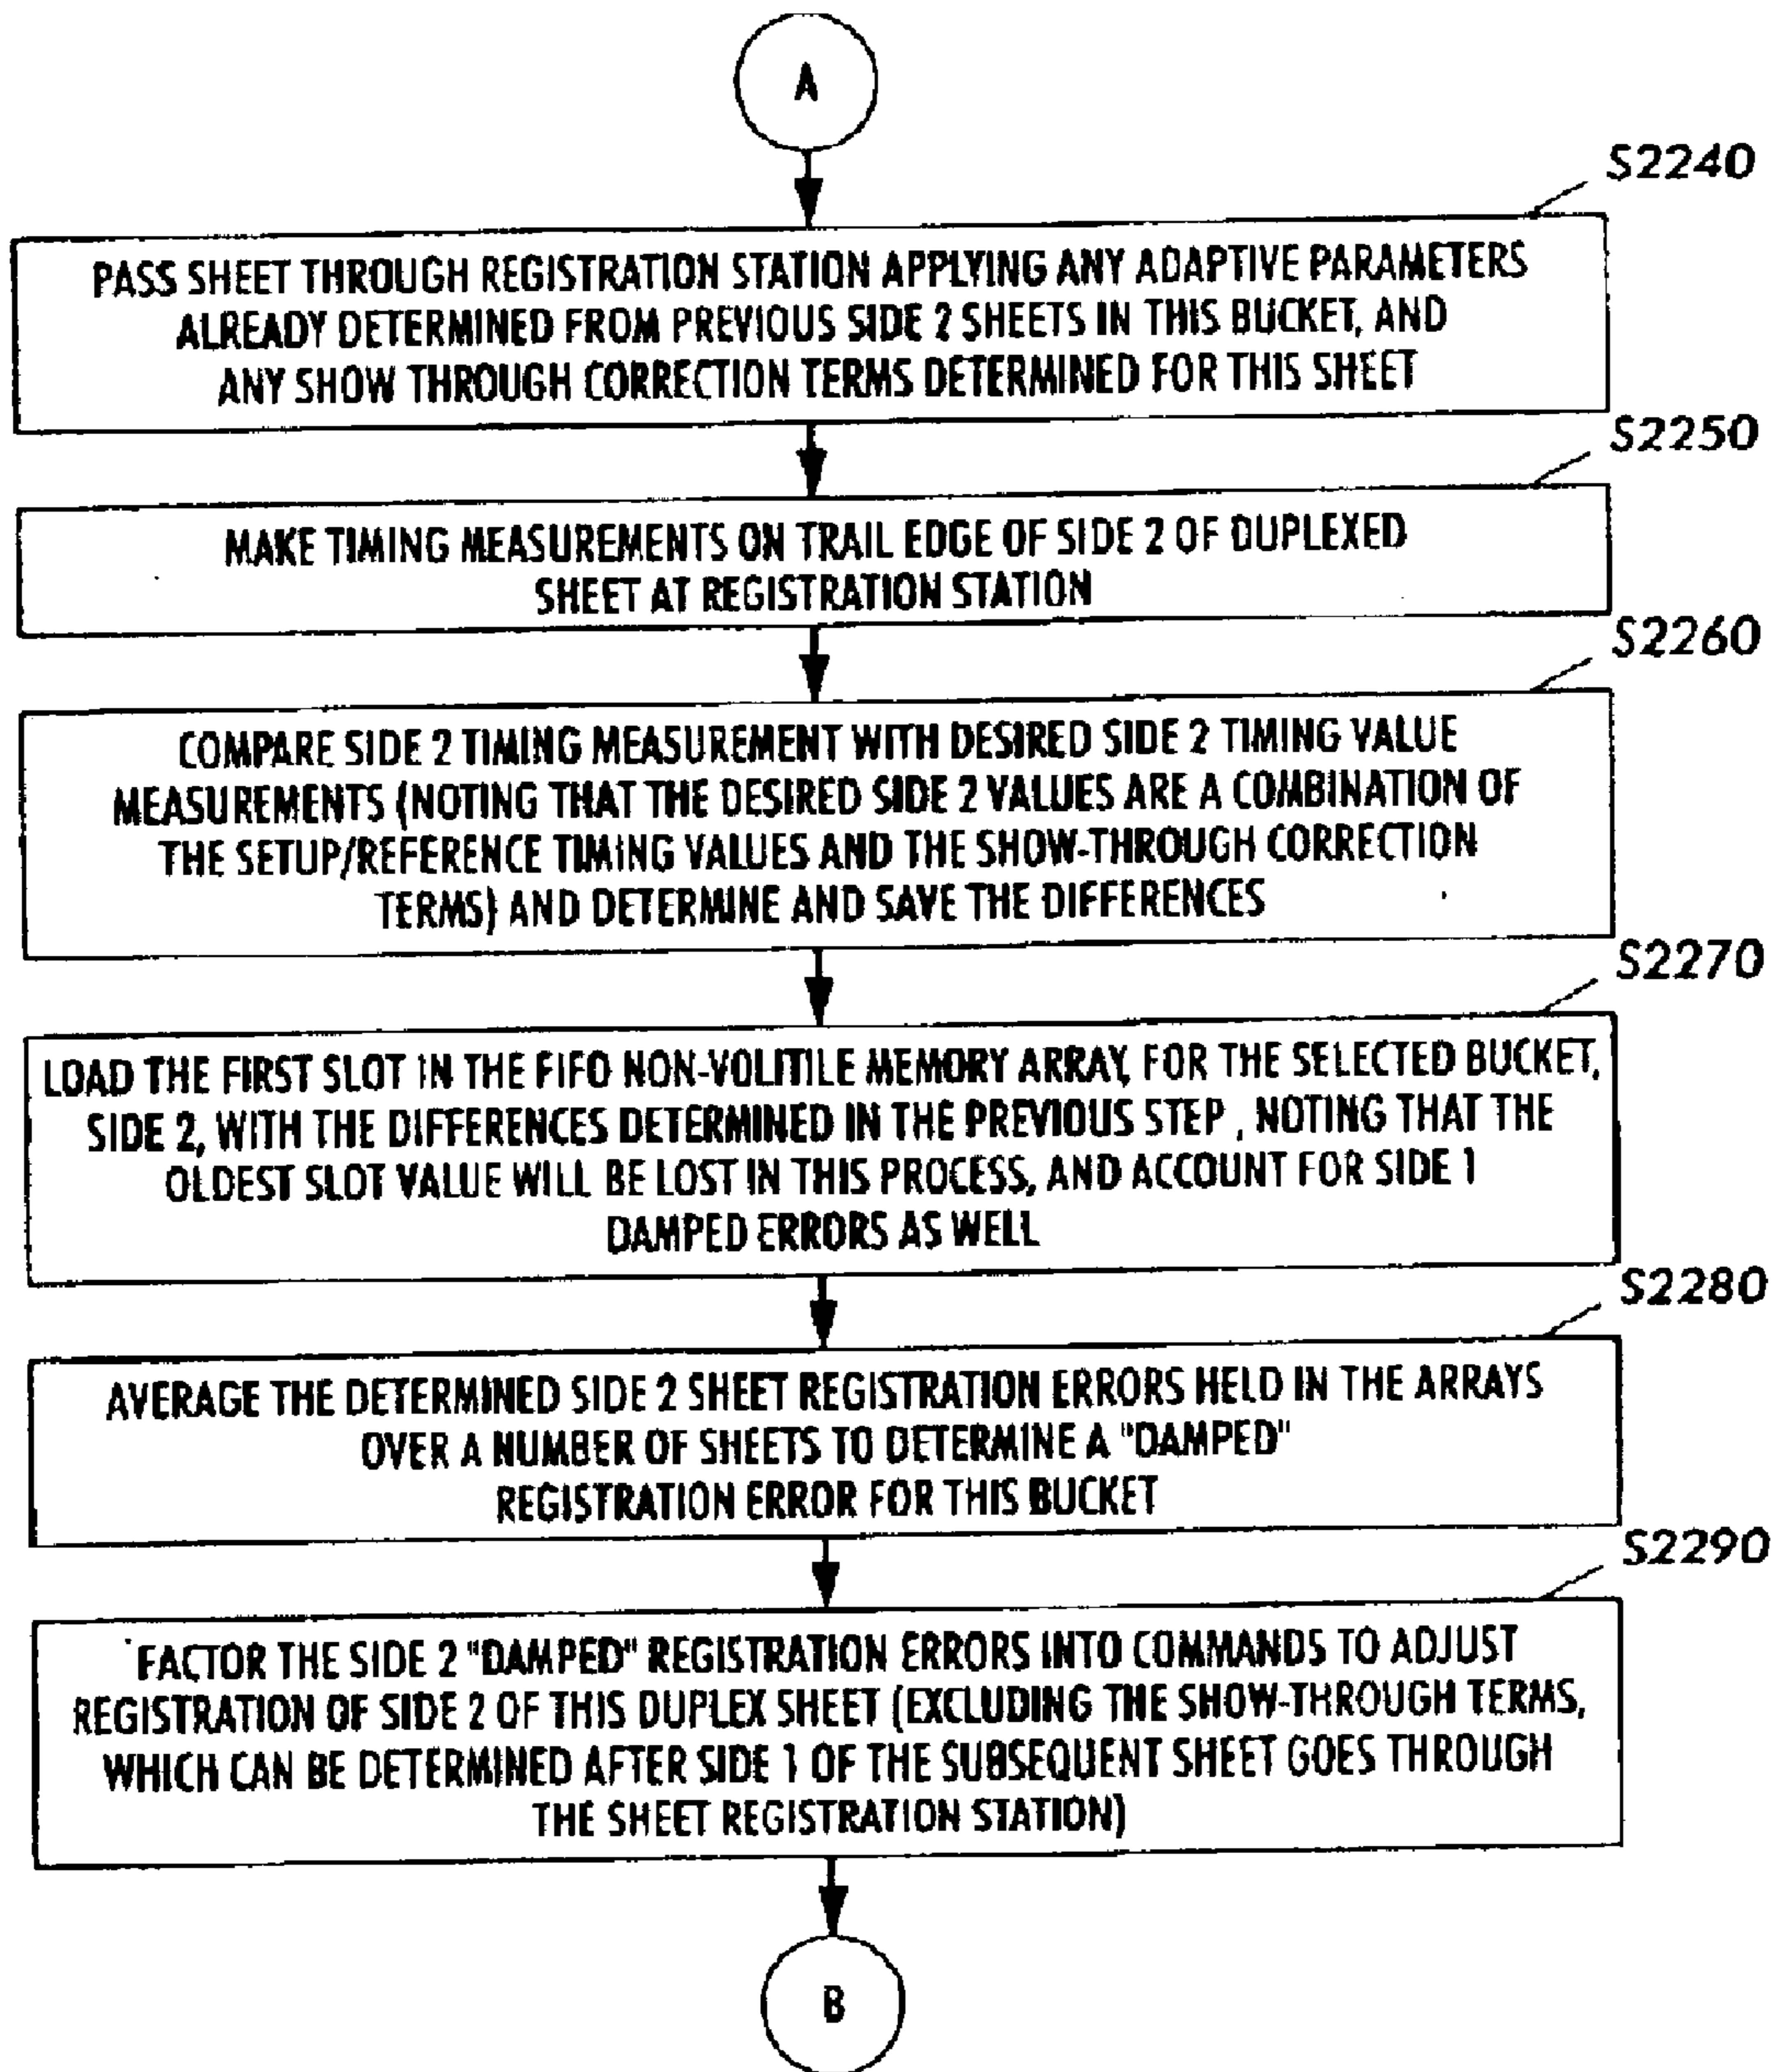 A
S2240
PASS SHEET THROUGH REGISTRATION STATION APPLYING ANY ADAPTIVE PARAMETERS
ALREADY DETERMINED FROM PREVIOUS SIDE 2 SHEETS IN THIS BUCKET, AND
ANY SHOW THROUGH CORRECTION TERMS DETERMINED FOR THIS SHEET
S2250
MAKE TIMING MEASUREMENTS ON TRAIL EDGE OF SIDE 2 OF DUPLEXED
SHEET AT REGISTRATION STATION
S2260
COMPARE SIDE 2 TIMING MEASUREMENT WITH DESIRED SIDE 2 TIMING VALUE
MEASUREMENTS (NOTING THAT THE DESIRED SIDE 2 VALUES ARE A COMBINATION OF
THE SETUP/REFERENCE TIMING VALUES AND THE SHOW-THROUGH CORRECTION
TERMS) AND DETERMINE AND SAVE THE DIFFERENCES
S2270
LOAD THE FIRST SLOT IN THE FIFO NON-VOLITILE MEMORY ARRAY, FOR THE SELECTED BUCKET,
SIDE 2, WITH THE DIFFERENCES DETERMINED IN THE PREVIOUS STEP, NOTING THAT THE
OLDEST SLOT VALUE WILL BE LOST IN THIS PROCESS, AND ACCOUNT FOR SIDE 1
DAMPED ERRORS AS WELL
S2280
AVERAGE THE DETERMINED SIDE 2 SHEET REGISTRATION ERRORS HELD IN THE ARRAYS
OVER A NUMBER OF SHEETS TO DETERMINE A "DAMPED"
REGISTRATION ERROR FOR THIS BUCKET
S2290
FACTOR THE SIDE 2 "DAMPED" REGISTRATION ERRORS INTO COMMANDS TO ADJUST
REGISTRATION OF SIDE 2 OF THIS DUPLEX SHEET (EXCLUDING THE SHOW-THROUGH TERMS,
WHICH CAN BE DETERMINED AFTER SIDE 1 OF THE SUBSEQUENT SHEET GOES THROUGH
THE SHEET REGISTRATION STATION)
B